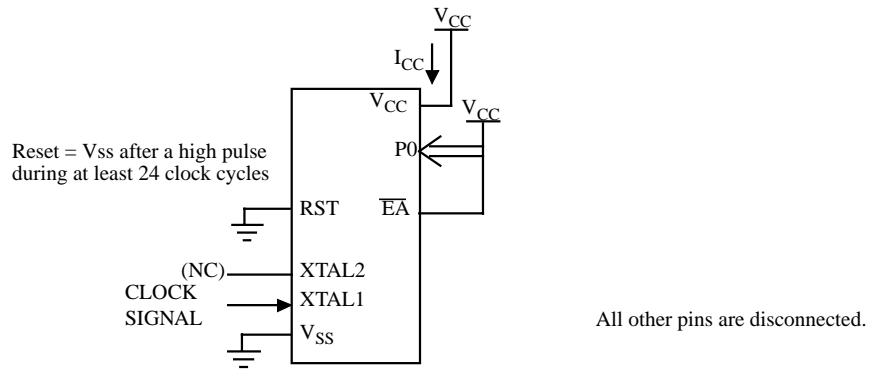 VCC
ICC
VCC
VCC
Reset = Vss after a high pulse
during at least 24 clock cycles
P0
RST
EA
(NC)
XTAL2
CLOCK
SIGNAL
XTAL1
VSS
All other pins are disconnected.